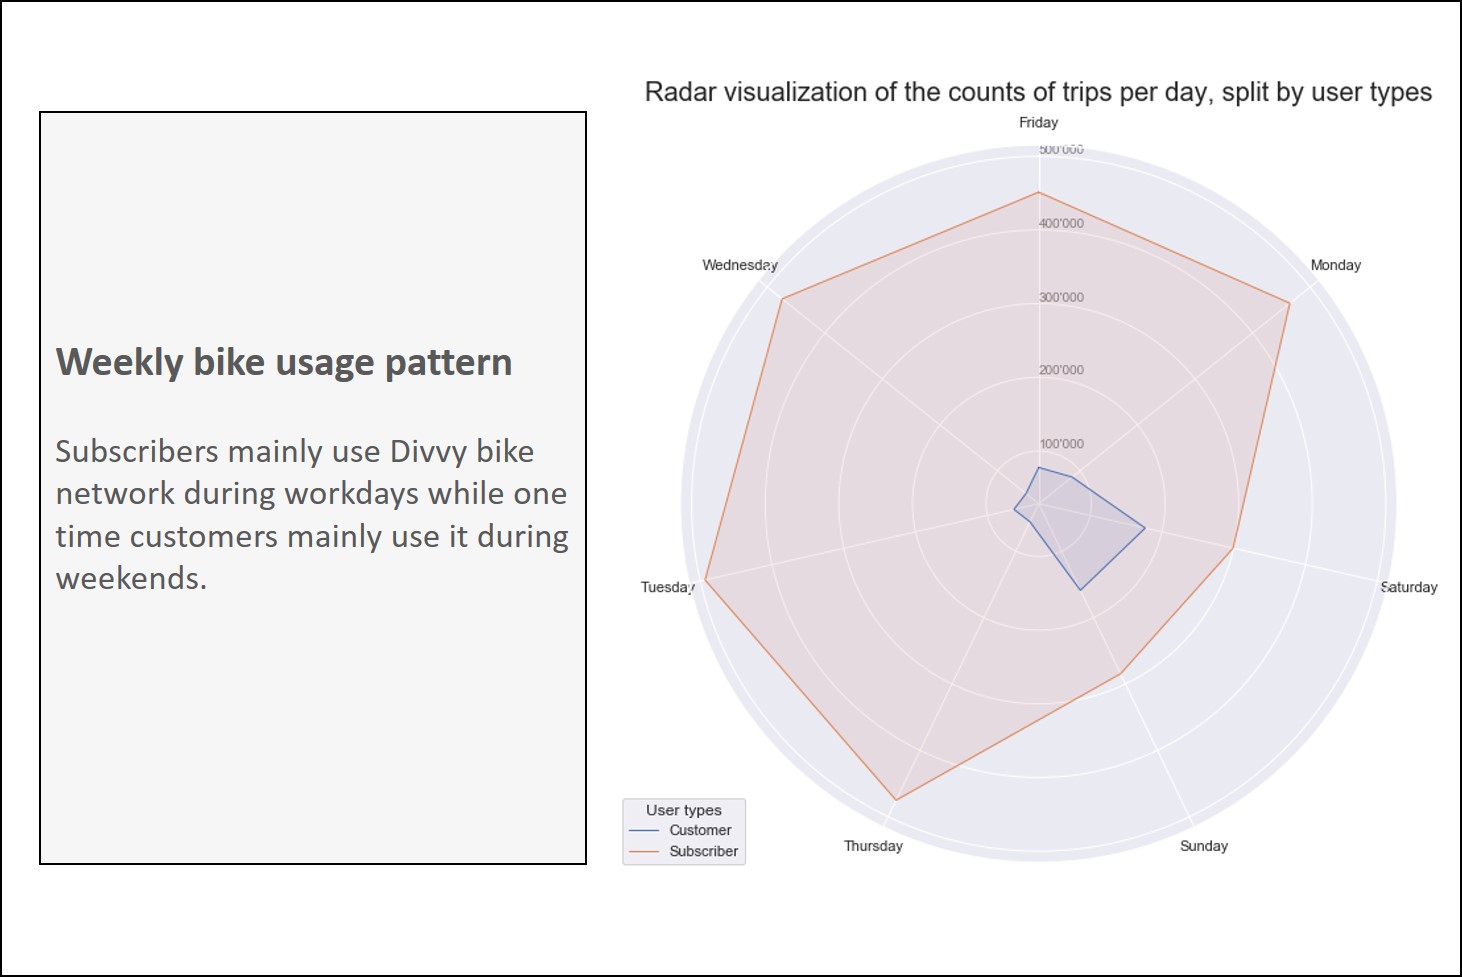 Radar visualization of the counts of trips per day, split by user types
Weekly bike usage pattern
Subscribers mainly use Divvy bike
network during workdays while one
time customers mainly use it during
weekends.
Friday
500'000
400'000
300'000
200'000
100'000
Wednesday
Monday
Tuesday
Saturday
Thursday
Sunday
User types
Customer
Subscriber